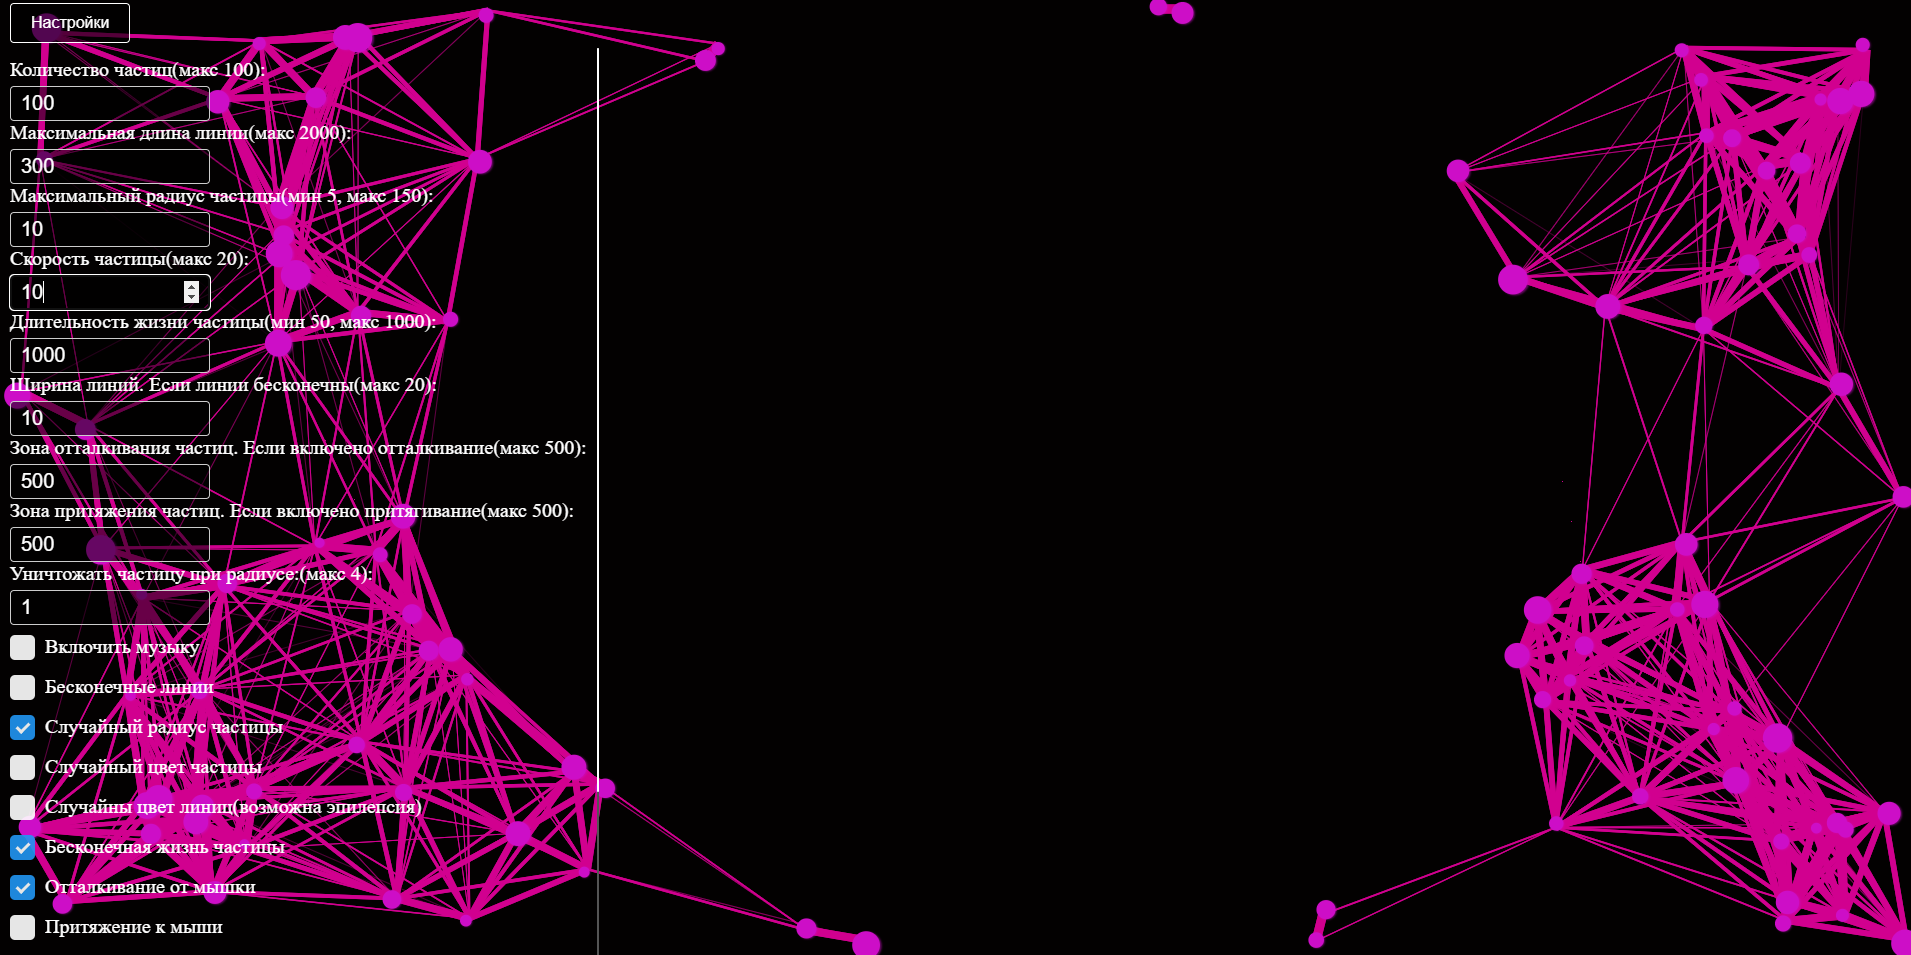 Настройки
Количество частиц(макс 100):
100
Максимальная длина линии(макс 2000):
300
Максимальный радиус частицы(мин 5, макс 150):
10
Скорость частицы(макс 20):
10
Длительность жизни частицы(мин 50, макс 1000):
1000
Ширина линий. Если линии бесконечны(макс 20):
10
Зона отталкивания частиц. Если включено отталкивание(макс 500):
500
Зона притяжения частиц. Если включено притягивание(макс 500):
500
Уничтожать частицу при радиусе:(макс 4):
1
Включить музыку
Бесконечные линии
Случайный радиус частицы
Случайный цвет частицы
Случайны цвет линиц(возможна эпилепсия)
Бесконечная жизнь частицы
Отталкивание от мышки
Притяжение к мыши